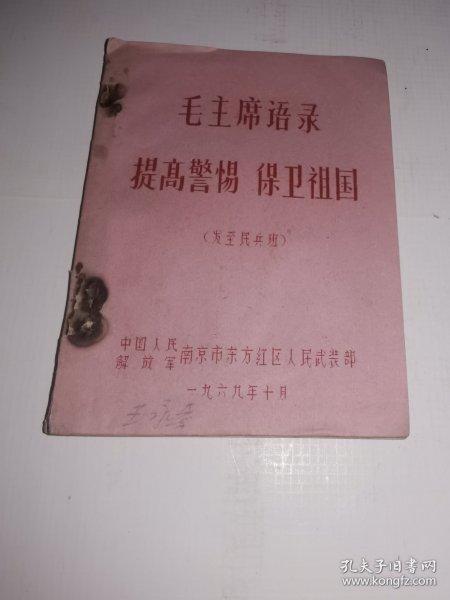 毛主席语录
提高警惕 保卫祖国
(发至民兵班)
中国人民
解放军 南京市东方红区人民武装部
一九六九年十月
孔夫子旧书网
www.kongfz.com